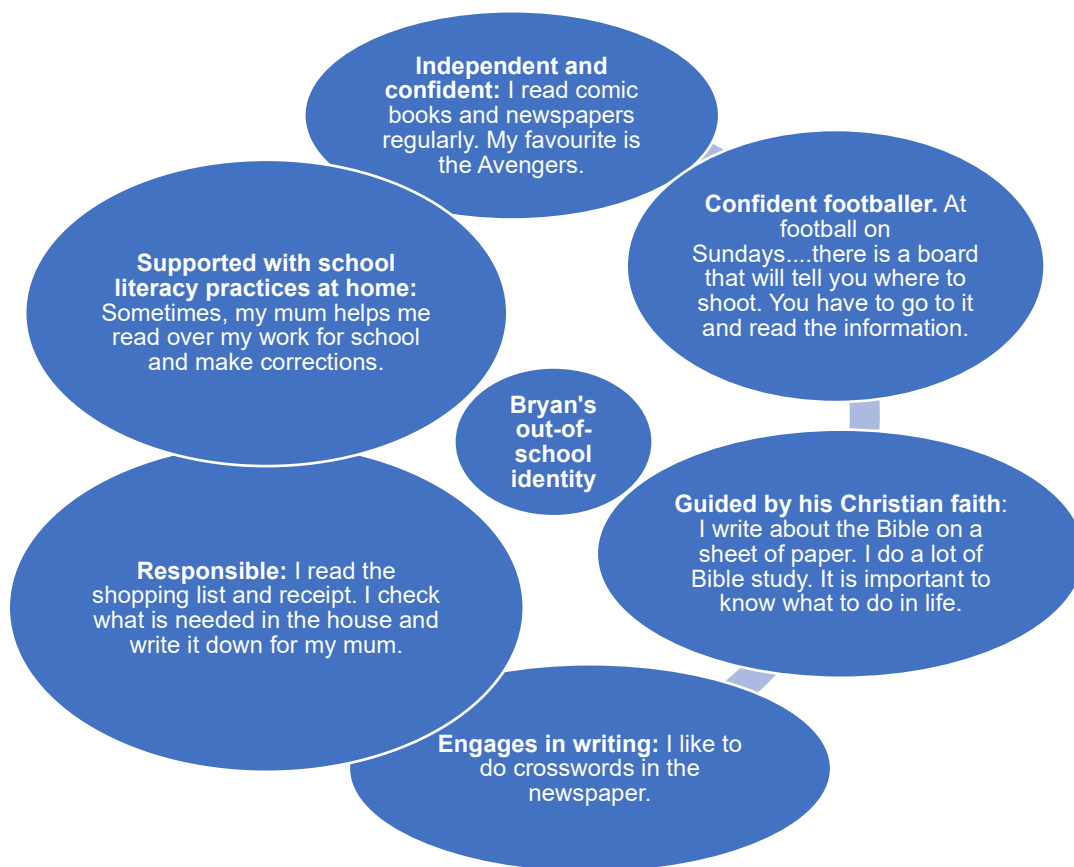 Independent and
confident: I read comic
books and newspapers
regularly. My favourite is
the Avengers.
Confident footballer. At
football on
Sundays....there is a board
that will tell you where to
shoot. You have to go to it
and read the information.
Guided by his Christian faith:
I write about the Bible on a
sheet of paper. I do a lot of
Bible study. It is important to
know what to do in life.
Engages in writing: I like to
do crosswords in the
newspaper.
Responsible: I read the
shopping list and receipt. I check
what is needed in the house and
write it down for my mum.
Supported with school
literacy practices at home:
Sometimes, my mum helps me
read over my work for school
and make corrections.
Bryan's
out-of-
school
identity